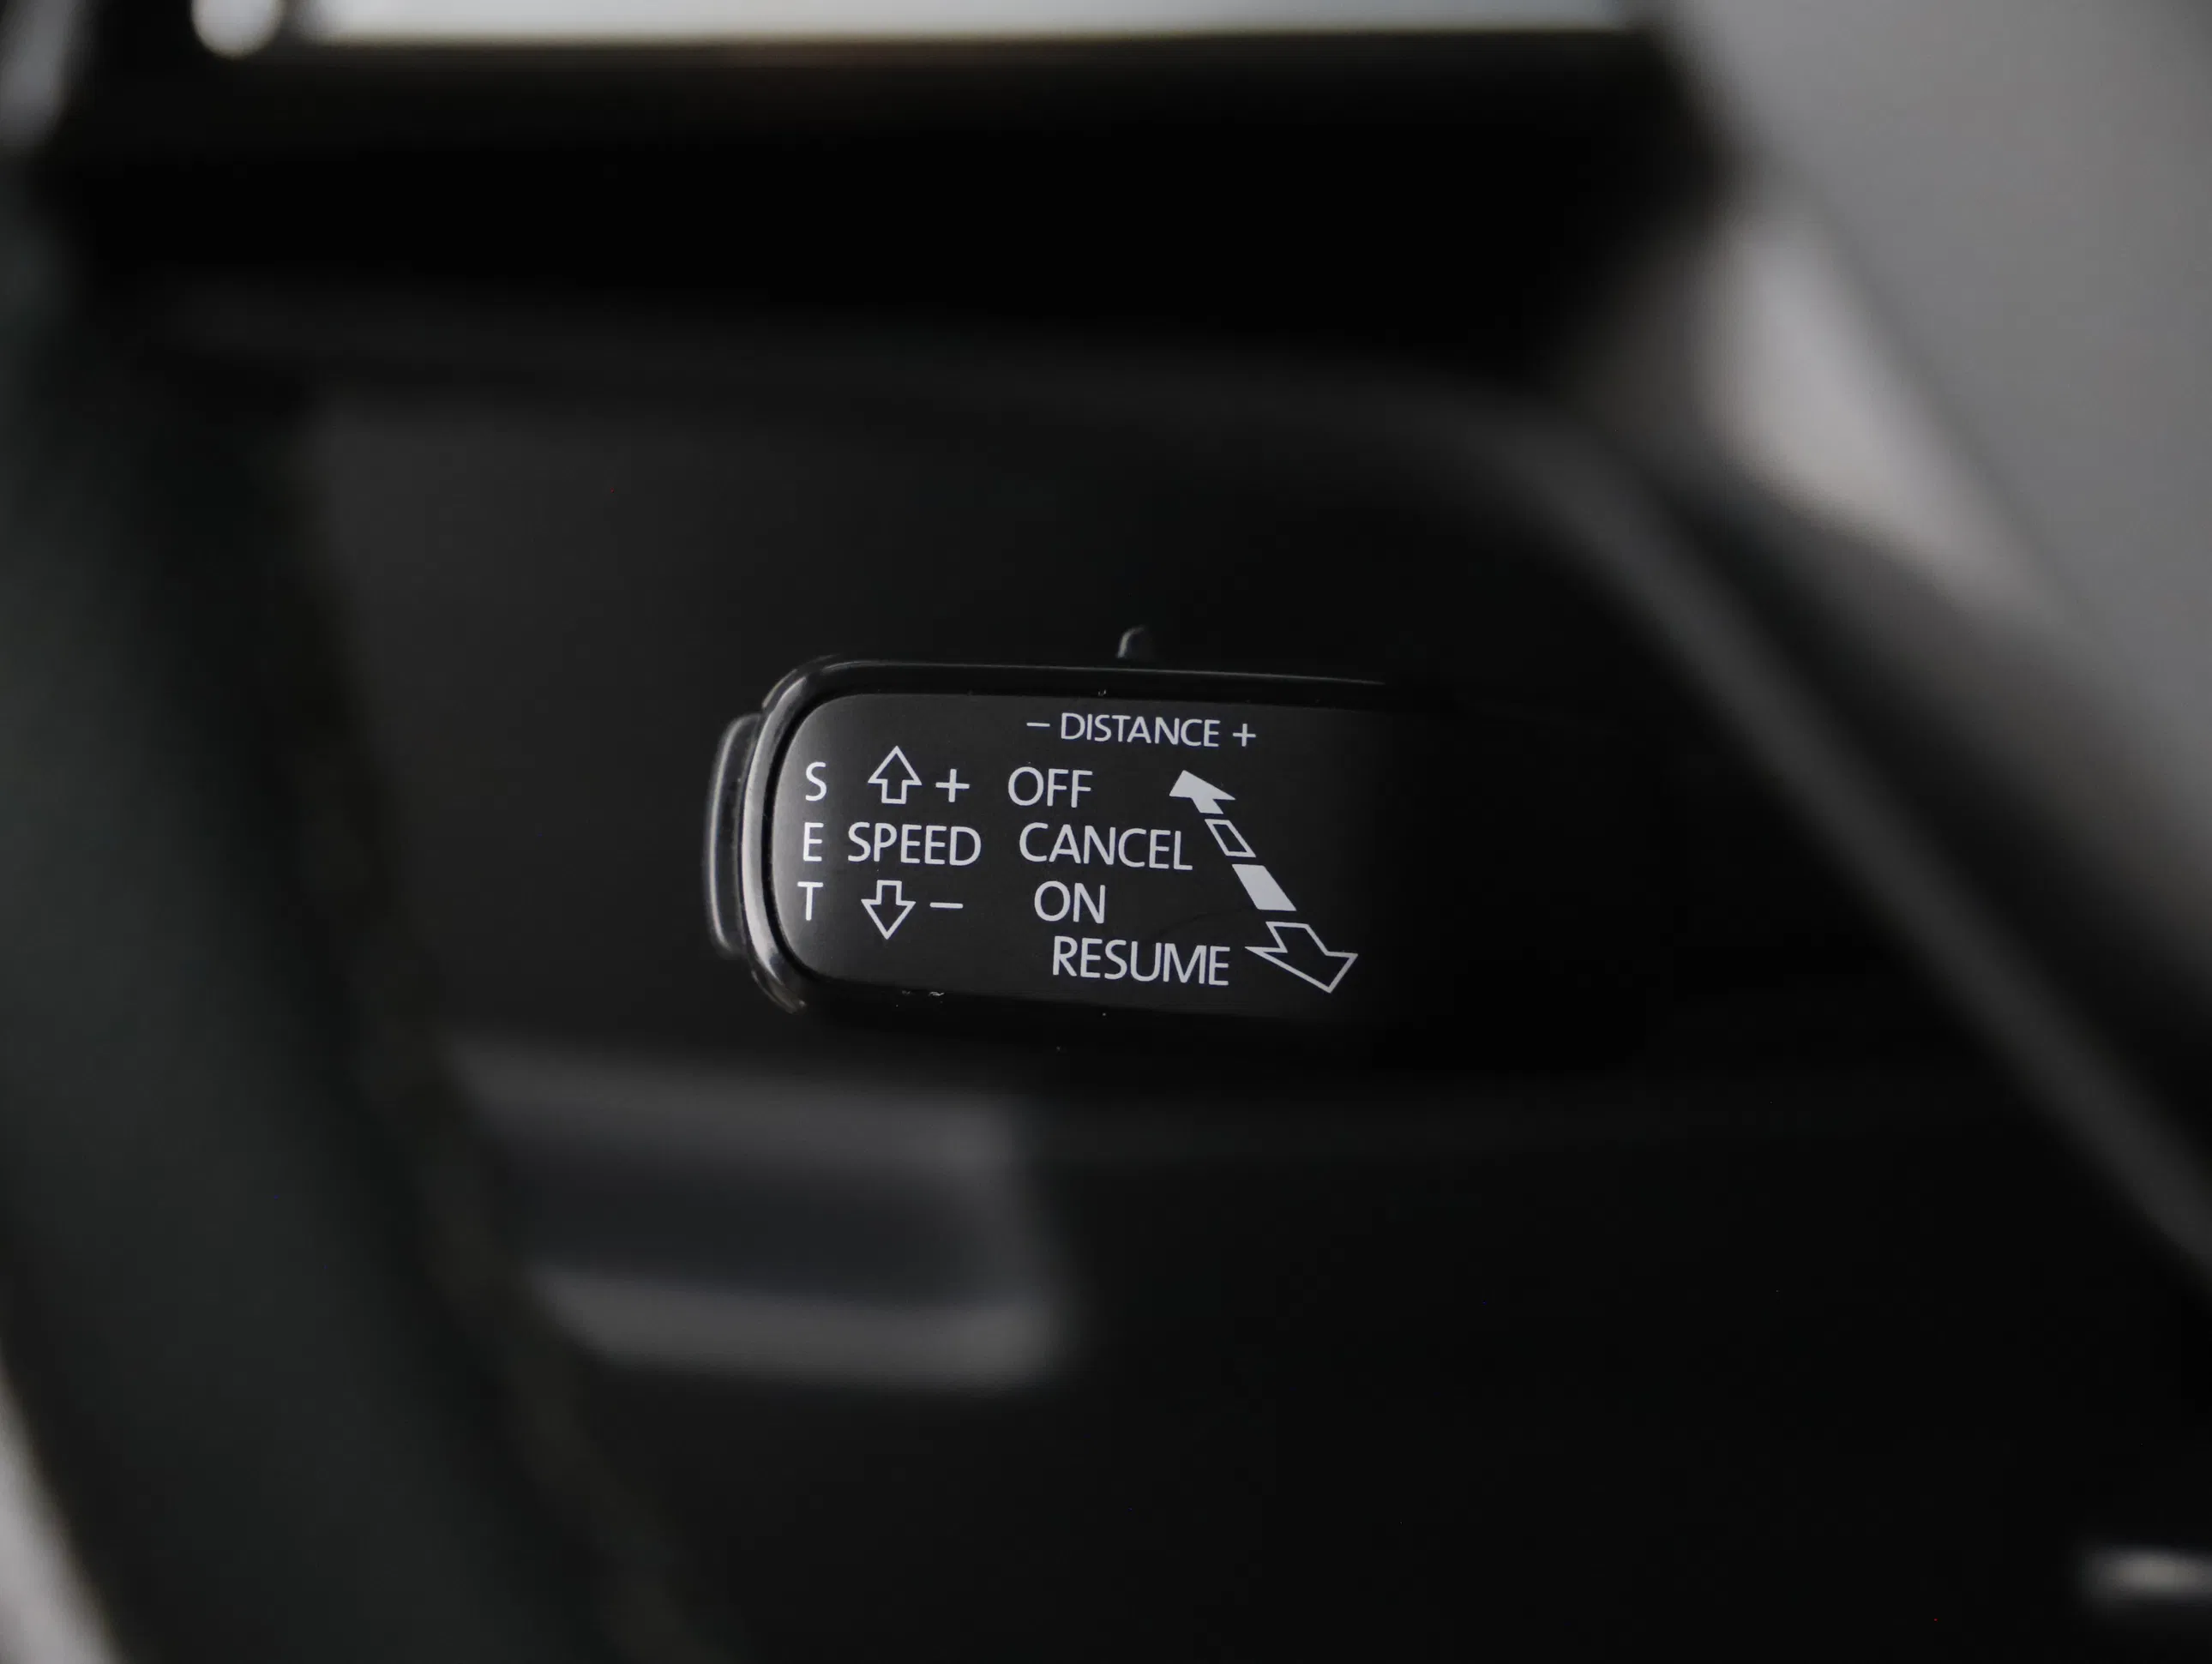 − DISTANCE +
S + OFF
E SPEED CANCEL
T − ON
RESUME